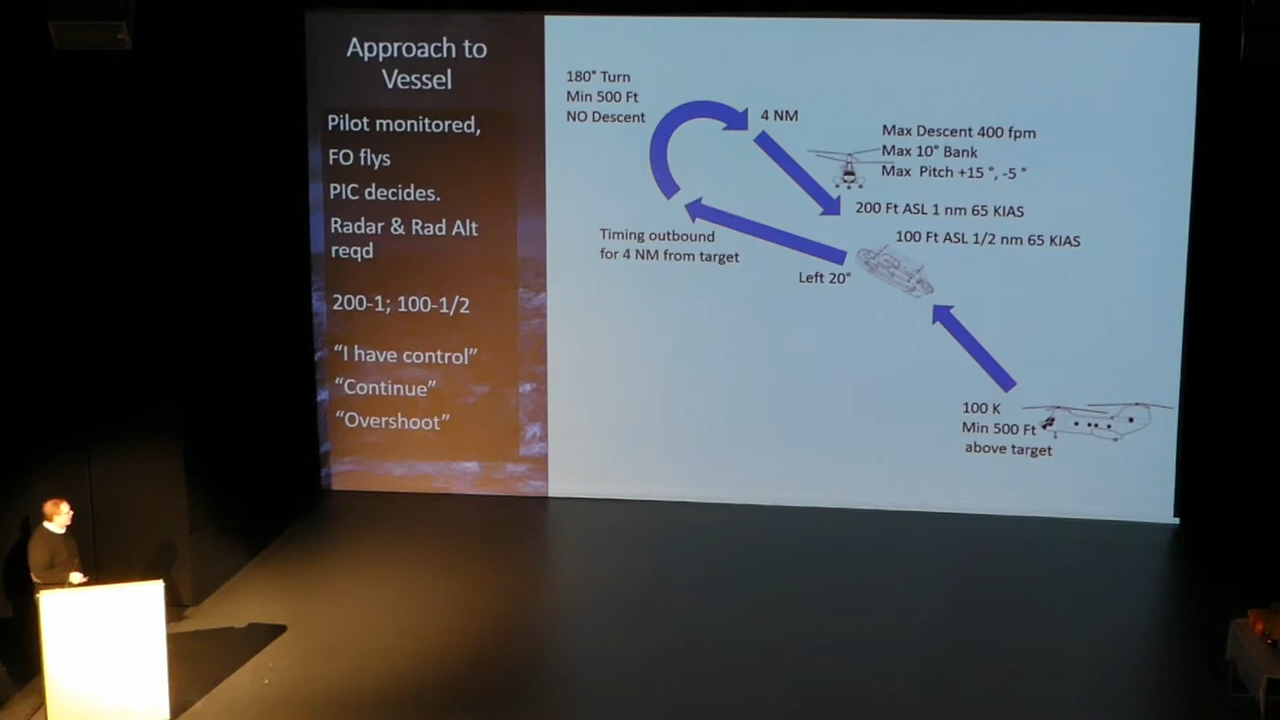 Approach to
Vessel
Pilot monitored,
FO flys
PIC decides.
Radar & Rad Alt
reqd
200-1; 100-1/2
“I have control”
“Continue”
“Overshoot”
180° Turn
Min 500 Ft
NO Descent
4 NM
Max Descent 400 fpm
Max 10° Bank
Max Pitch +15 °, -5 °
200 Ft ASL 1 nm 65 KIAS
100 Ft ASL 1/2 nm 65 KIAS
Timing outbound
for 4 NM from target
Left 20°
100 K
Min 500 Ft
above target